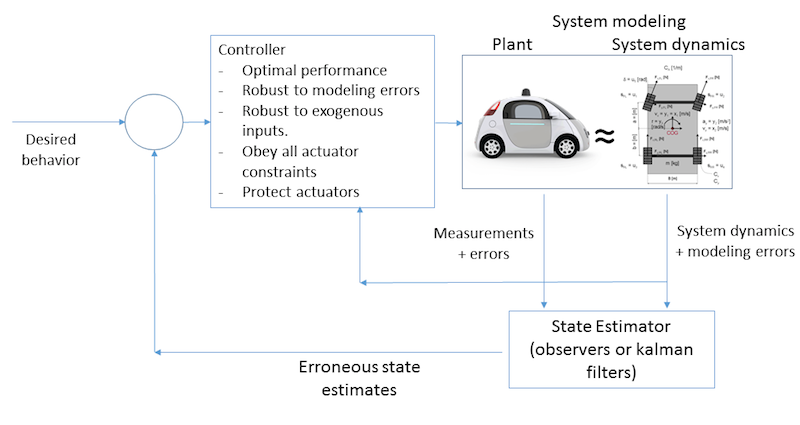 System modeling
Plant
System dynamics
Controller
- Optimal performance
- Robust to modeling errors
- Robust to exogenous
inputs.
- Obey all actuator
constraints
- Protect actuators
Desired
behavior
≈
m [kg]
Measurements
+ errors
System dynamics
+ modeling errors
State Estimator
(observers or kalman
filters)
Erroneous state
estimates